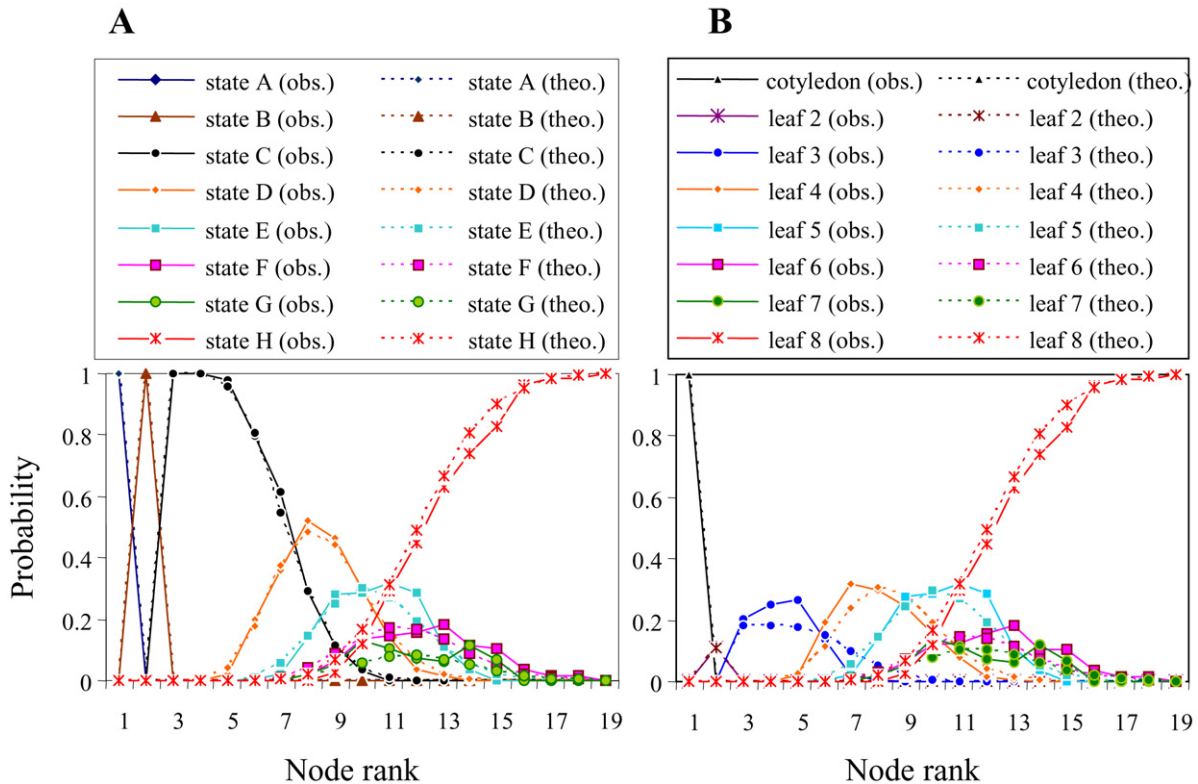 A
B
state A (obs.) state A (theo.)
state B (obs.) state B (theo.)
state C (obs.) state C (theo.)
state D (obs.) state D (theo.)
state E (obs.) state E (theo.)
state F (obs.) state F (theo.)
state G (obs.) state G (theo.)
state H (obs.) state H (theo.)
cotyledon (obs.) cotyledon (theo.)
leaf 2 (obs.) leaf 2 (theo.)
leaf 3 (obs.) leaf 3 (theo.)
leaf 4 (obs.) leaf 4 (theo.)
leaf 5 (obs.) leaf 5 (theo.)
leaf 6 (obs.) leaf 6 (theo.)
leaf 7 (obs.) leaf 7 (theo.)
leaf 8 (obs.) leaf 8 (theo.)
Probability
1
0.8
0.6
0.4
0.2
0
1 3 5 7 9 11 13 15 17 19
Node rank
1
0.8
0.6
0.4
0.2
0
1 3 5 7 9 11 13 15 17 19
Node rank